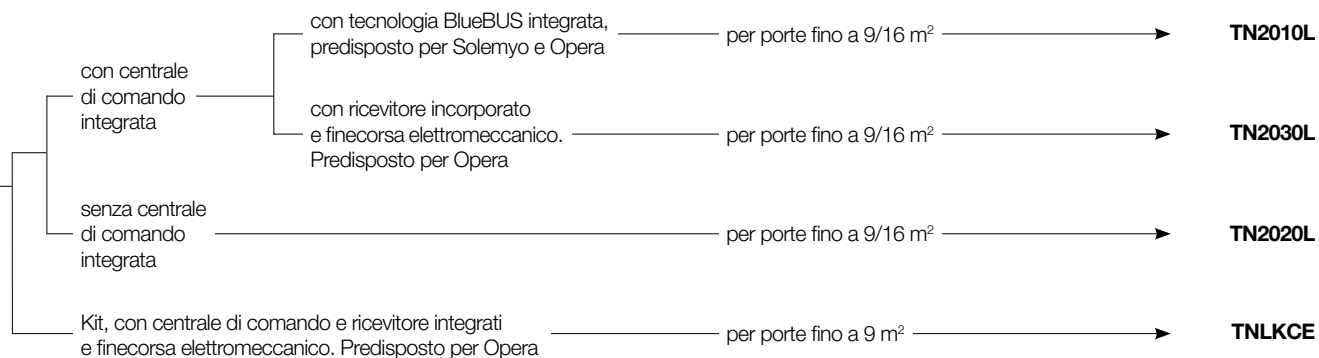 con centrale
di comando
integrata
con tecnologia BlueBUS integrata,
predisposto per Solemyo e Opera
per porte fino a 9/16 m²
TN2010L
con ricevitore incorporato
e finecorsa elettromeccanico.
Predisposto per Opera
per porte fino a 9/16 m²
TN2030L
senza centrale
di comando
integrata
per porte fino a 9/16 m²
TN2020L
Kit, con centrale di comando e ricevitore integrati
e finecorsa elettromeccanico. Predisposto per Opera
per porte fino a 9 m²
TNLKCE